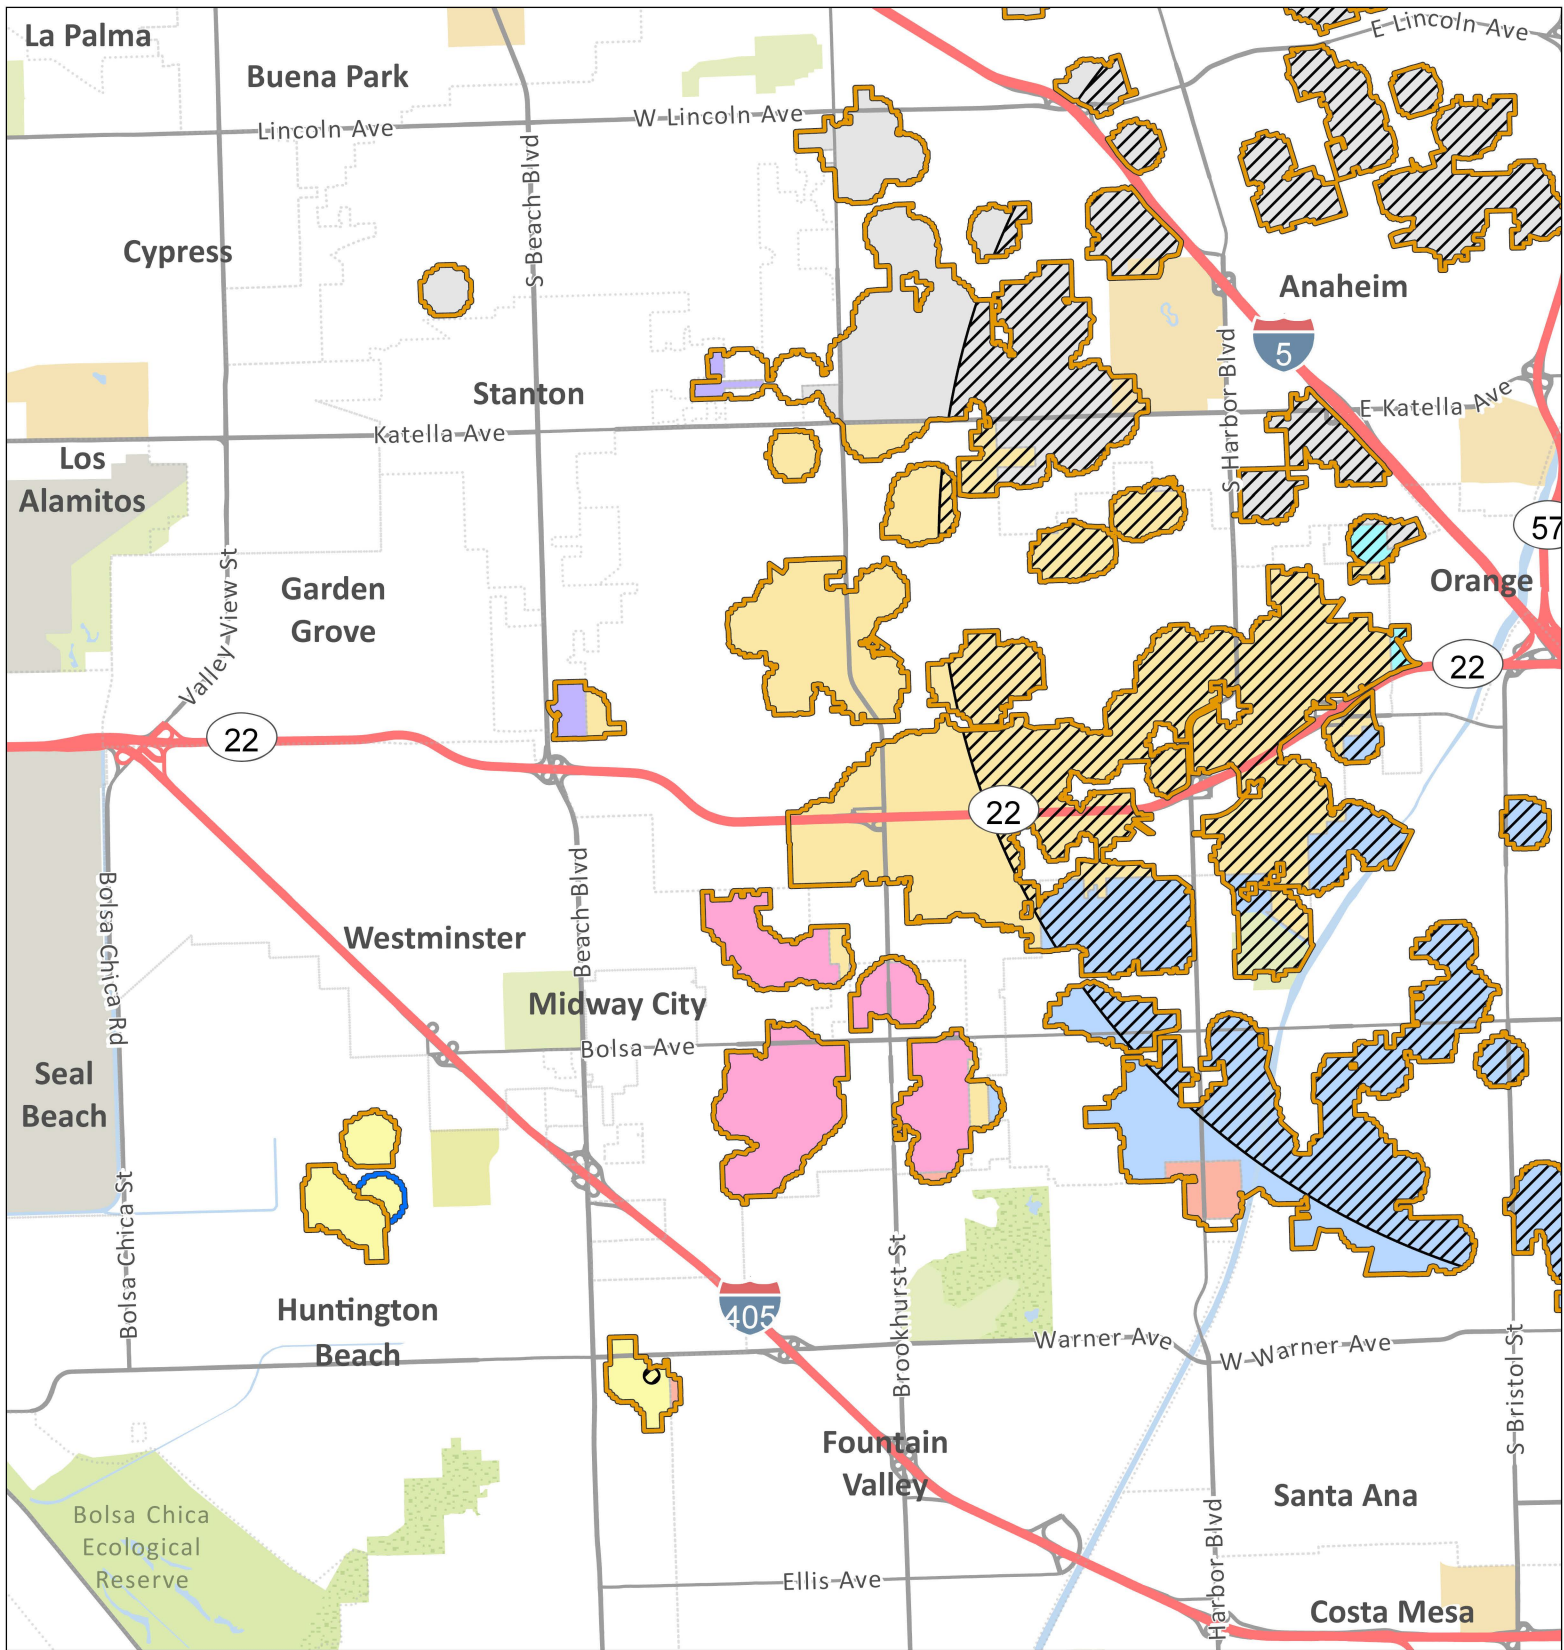 La Palma
Buena Park
E Lincoln Ave
W Lincoln Ave
Lincoln Ave
S Beach Blvd
Cypress
Anaheim
5
S Harbor Blvd
Stanton
E Katella Ave
Katella Ave
Los
Alamitos
57
Valley View St
Garden
Grove
Orange
22
22
22
Bolsa Chica Rd
Beach Blvd
Westminster
Midway City
Bolsa Ave
Seal
Beach
Bolsa Chica St
Brookhurst St
Huntington
Beach
405
Warner Ave
W Warner Ave
S Bristol St
Fountain
Valley
Santa Ana
Bolsa Chica
Ecological
Reserve
Harbor Blvd
Ellis Ave
Costa Mesa